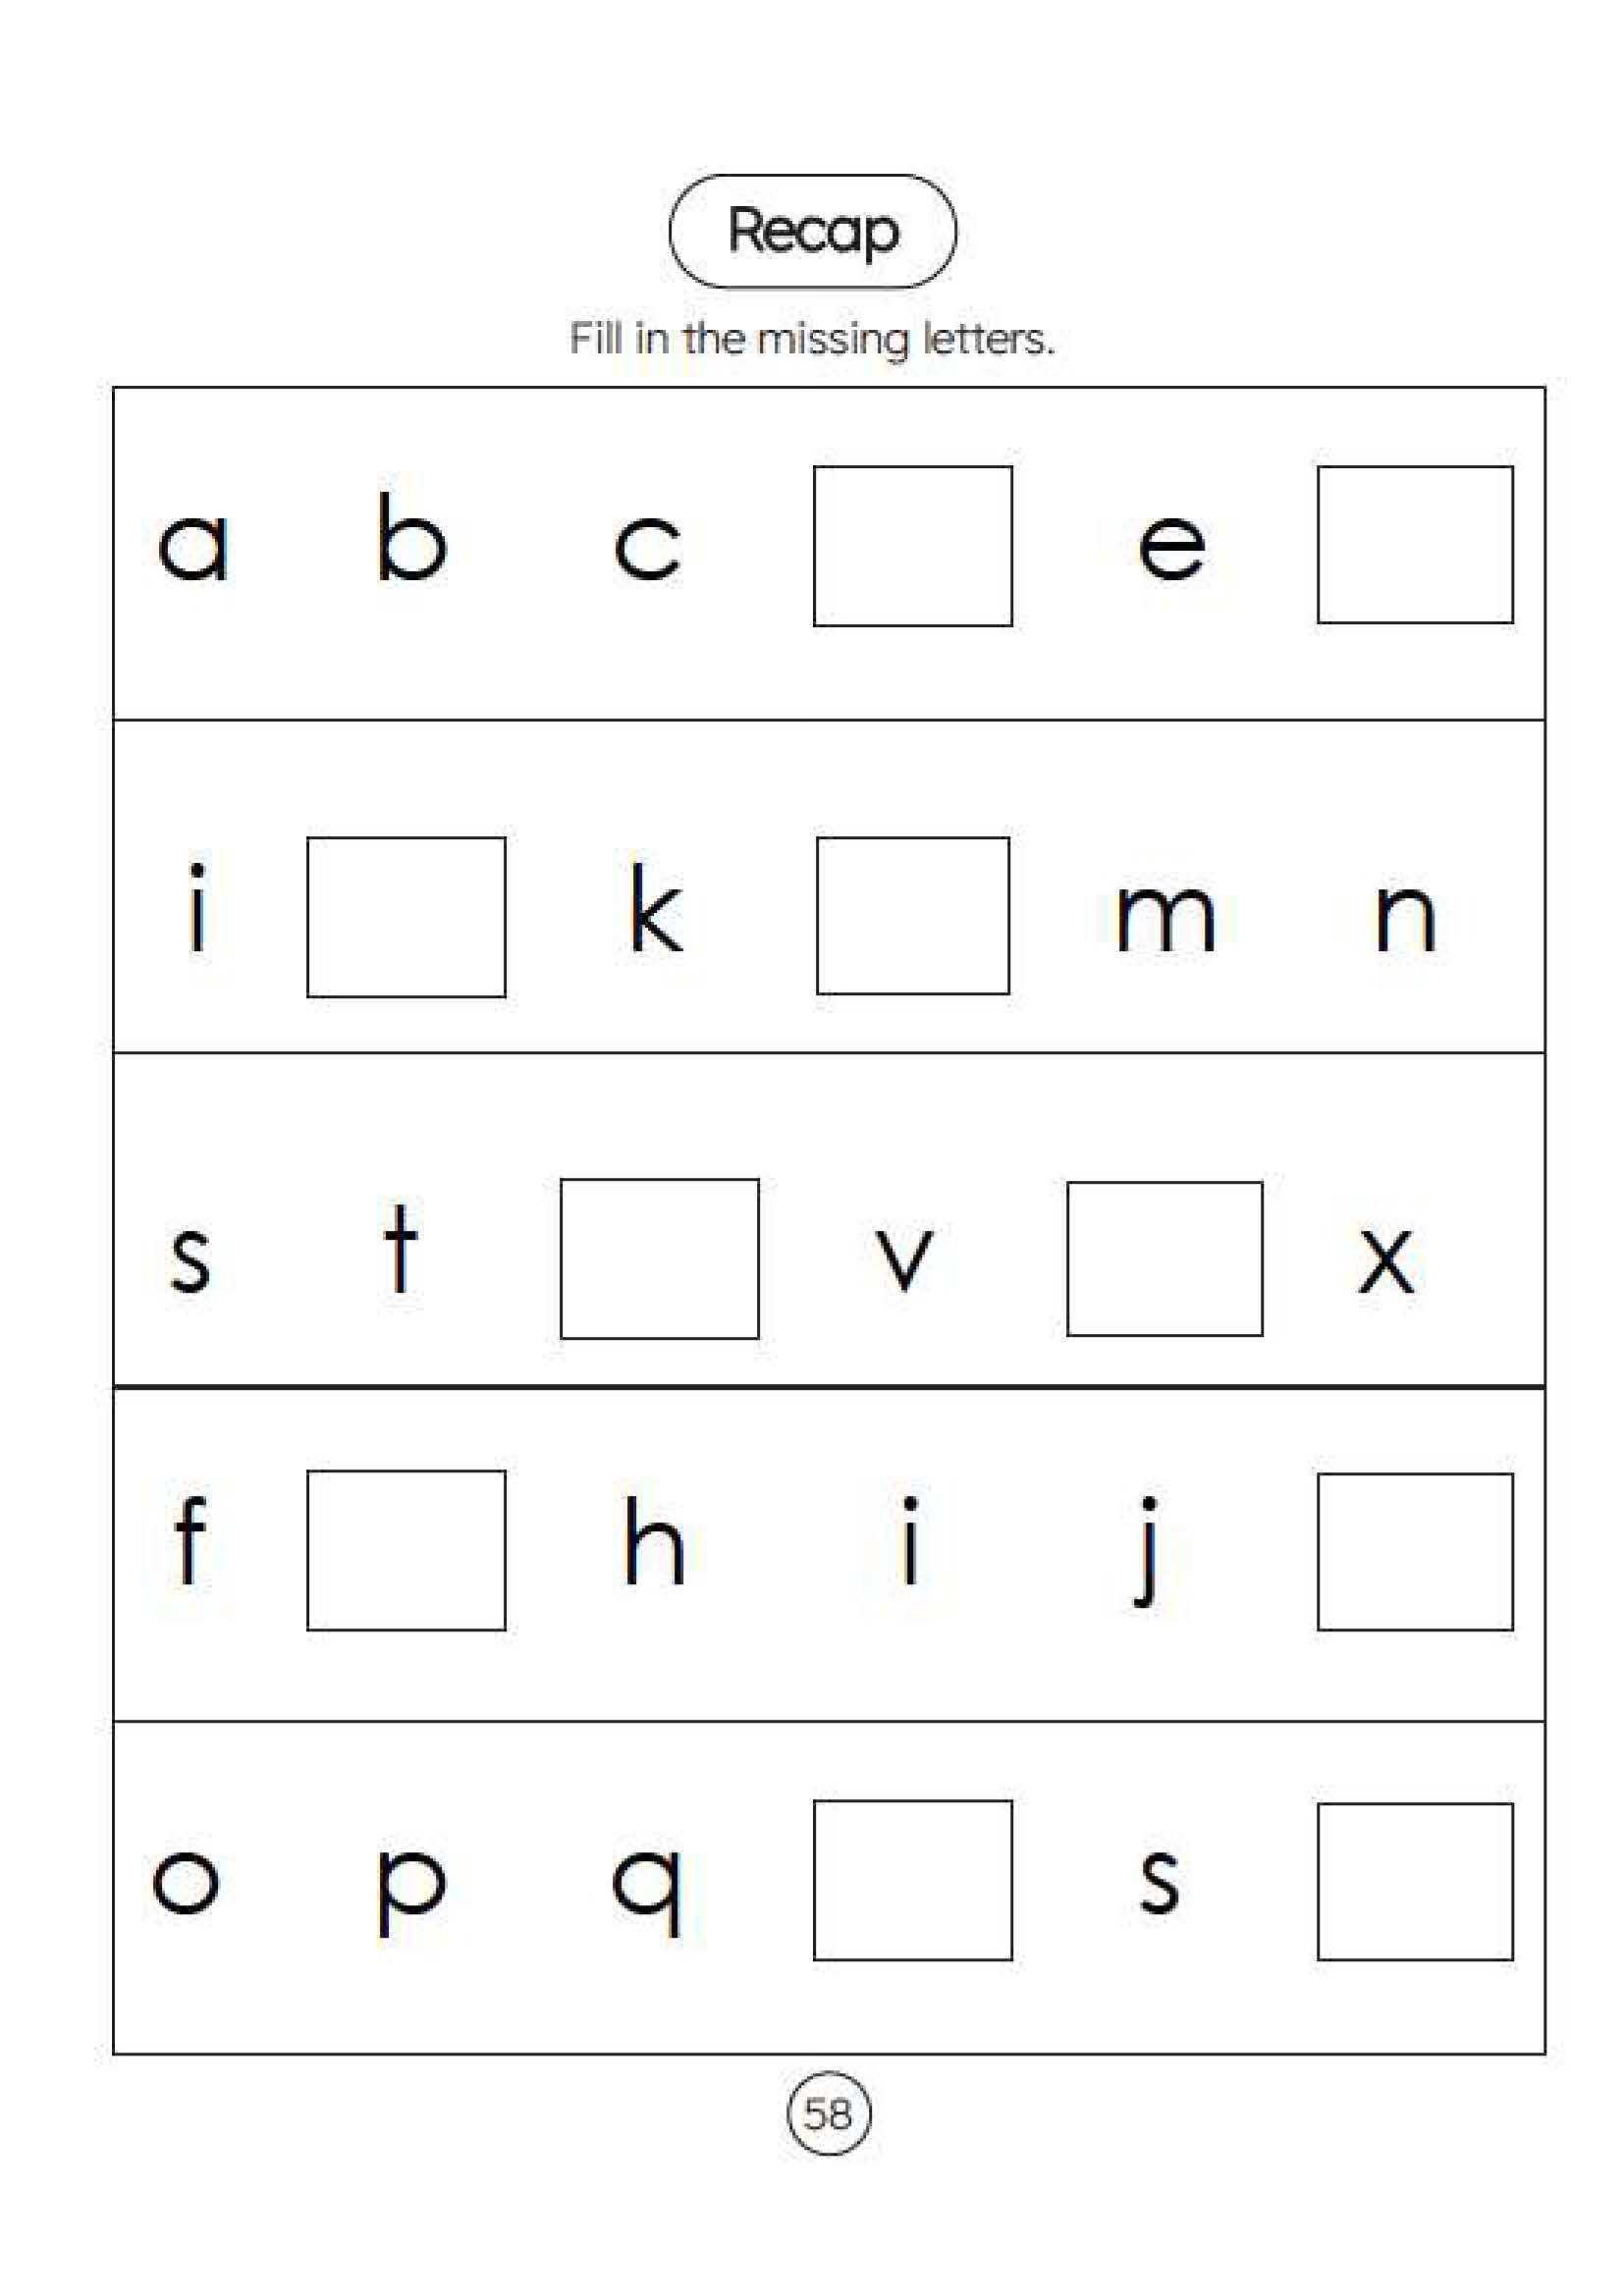 Recap
Fill in the missing letters.
a b c e
i k m n
s t v x
f h i j
o p q s
58